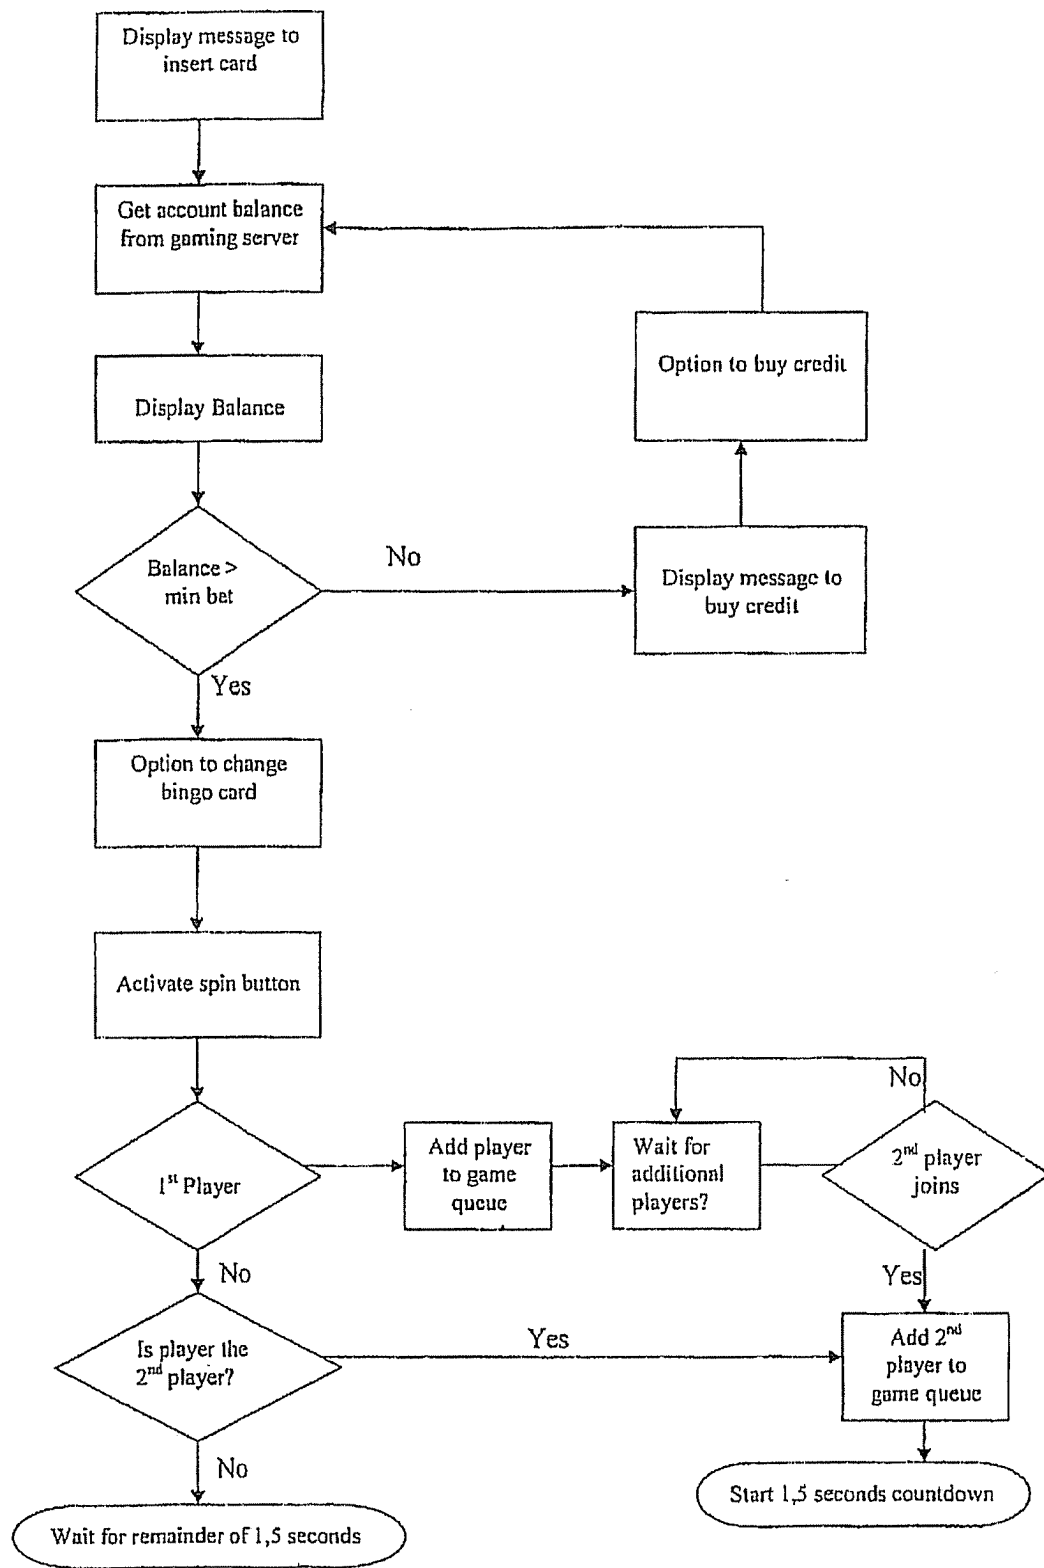 Display message to
insert card
Get account balance
from gaming server
Option to buy credit
Display Balance
No
Balance >
min bet
Display message to
buy credit
Yes
Option to change
bingo card
Activate spin button
No
1st Player
Add player
to game
queue
Wait for
additional
players?
2nd player
joins
No
Yes
Is player the
2nd player?
Yes
Add 2nd
player to
game queue
No
Start 1,5 seconds countdown
Wait for remainder of 1,5 seconds